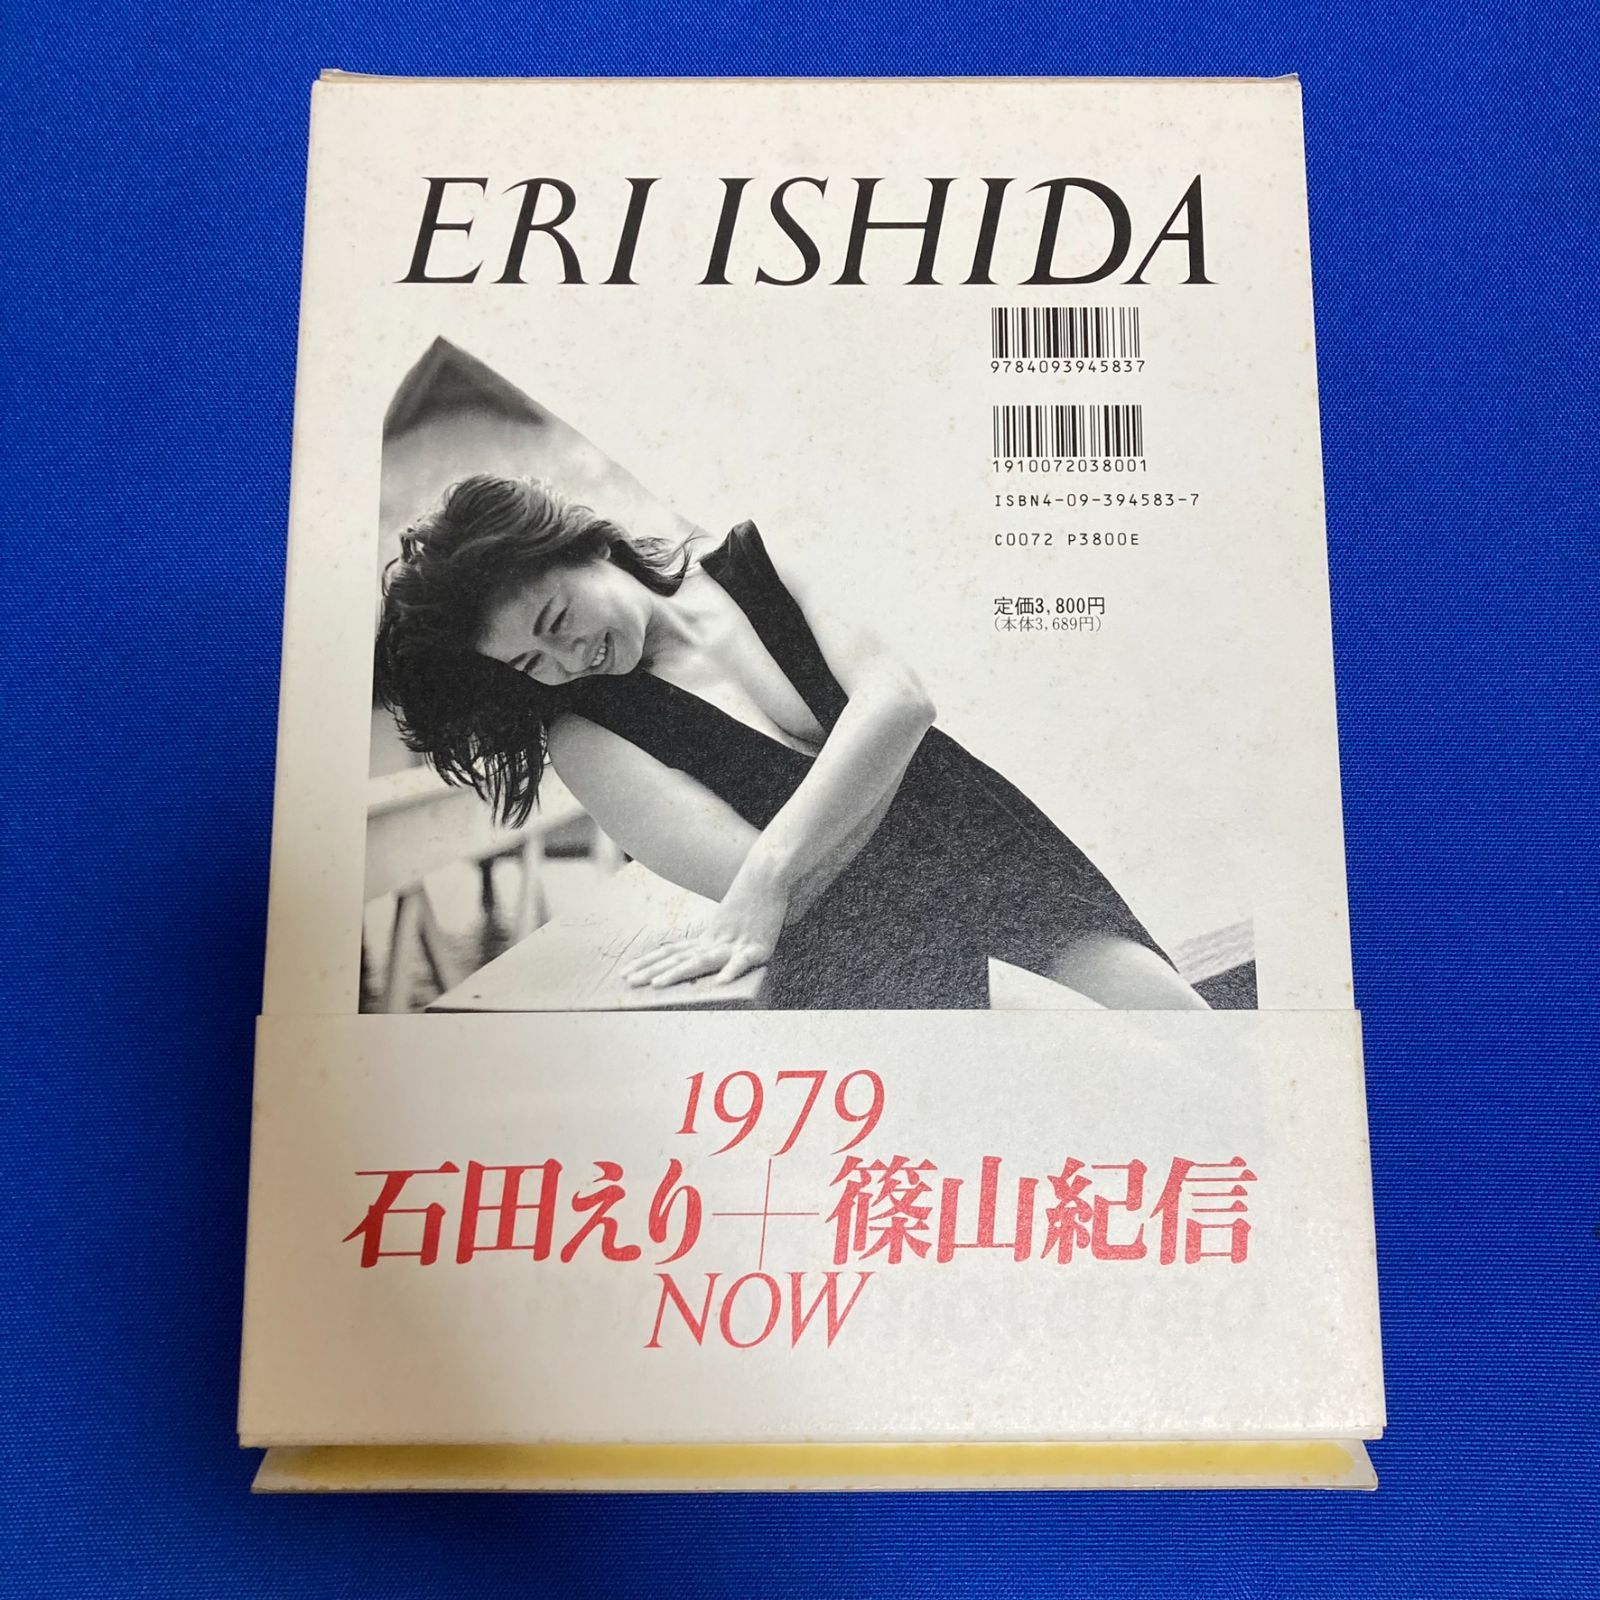 ERI ISHIDA
9784093945837
1910072038001
ISBN4-09-394583-7
C0072 P3800E
定価3,800円
(本体3,689円)
1979
石田えり+篠山紀信
NOW